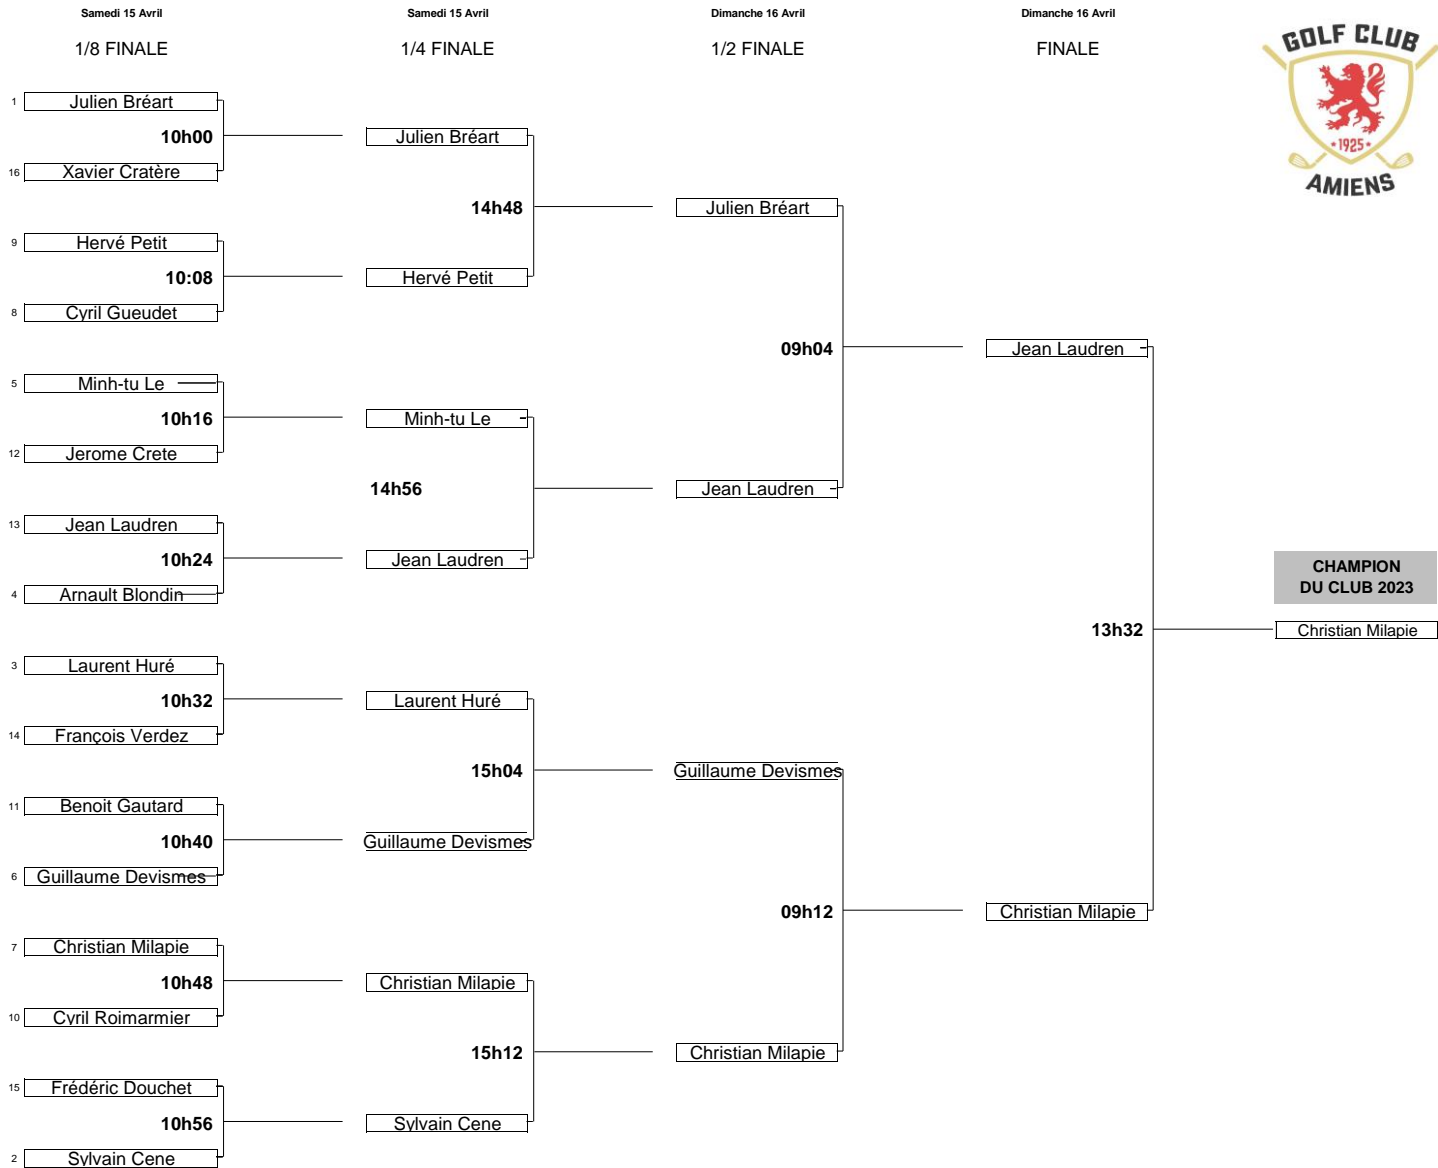 Samedi 15 Avril
Samedi 15 Avril
Dimanche 16 Avril
Dimanche 16 Avril
1/8 FINALE
1/4 FINALE
1/2 FINALE
FINALE
GOLF CLUB
1925
AMIENS
1 Julien Bréart
10h00
Julien Bréart
16 Xavier Cratère
14h48
Julien Bréart
9 Hervé Petit
10:08
Hervé Petit
8 Cyril Gueudet
09h04
Jean Laudren
5 Minh-tu Le
10h16
Minh-tu Le
12 Jerome Crete
14h56
Jean Laudren
13 Jean Laudren
10h24
Jean Laudren
4 Arnault Blondin
CHAMPION
DU CLUB 2023
13h32
Christian Milapie
3 Laurent Huré
10h32
Laurent Huré
14 François Verdez
15h04
Guillaume Devismes
11 Benoit Gautard
10h40
Guillaume Devismes
6 Guillaume Devismes
09h12
Christian Milapie
7 Christian Milapie
10h48
Christian Milapie
10 Cyril Roimarmier
15h12
Christian Milapie
15 Frédéric Douchet
10h56
Sylvain Cene
2 Sylvain Cene